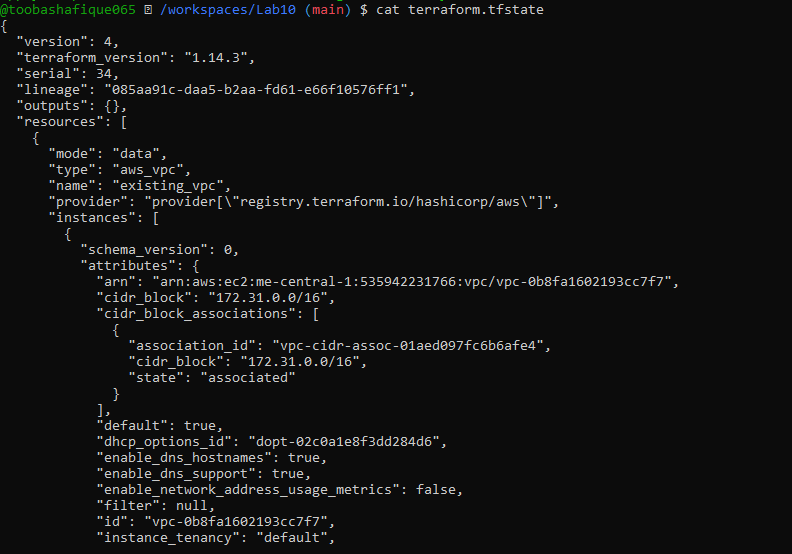 @toobashafique065 /workspaces/Lab10 (main) $ cat terraform.tfstate
{
  "version": 4,
  "terraform_version": "1.14.3",
  "serial": 34,
  "lineage": "085aa91c-daa5-b2aa-fd61-e66f10576ff1",
  "outputs": {},
  "resources": [
    {
      "mode": "data",
      "type": "aws_vpc",
      "name": "existing_vpc",
      "provider": "provider[\"registry.terraform.io/hashicorp/aws\"]",
      "instances": [
        {
          "schema_version": 0,
          "attributes": {
            "arn": "arn:aws:ec2:me-central-1:535942231766:vpc/vpc-0b8fa1602193cc7f7",
            "cidr_block": "172.31.0.0/16",
            "cidr_block_associations": [
              {
                "association_id": "vpc-cidr-assoc-01aed097fc6b6afe4",
                "cidr_block": "172.31.0.0/16",
                "state": "associated"
              }
            ],
            "default": true,
            "dhcp_options_id": "dopt-02c0a1e8f3dd284d6",
            "enable_dns_hostnames": true,
            "enable_dns_support": true,
            "enable_network_address_usage_metrics": false,
            "filter": null,
            "id": "vpc-0b8fa1602193cc7f7",
            "instance_tenancy": "default",